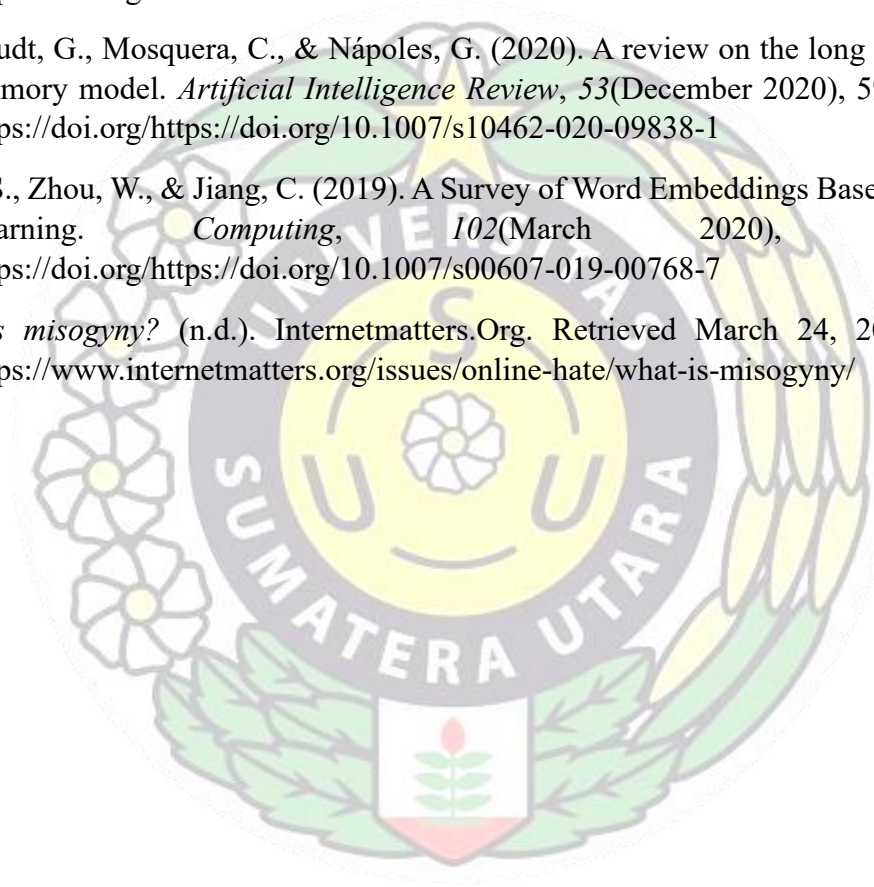 udt, G., Mosquera, C., & Nápoles, G. (2020). A review on the long
mory model. Artificial Intelligence Review, 53(December 2020), 59
ps://doi.org/https://doi.org/10.1007/s10462-020-09838-1
S., Zhou, W., & Jiang, C. (2019). A Survey of Word Embeddings Base
arning. Computing, 102(March 2020),
ps://doi.org/https://doi.org/10.1007/s00607-019-00768-7
s misogyny? (n.d.). Internetmatters.Org. Retrieved March 24, 20
ps://www.internetmatters.org/issues/online-hate/what-is-misogyny/
UNIVERSITAS
SUMATERA UTARA
U S U